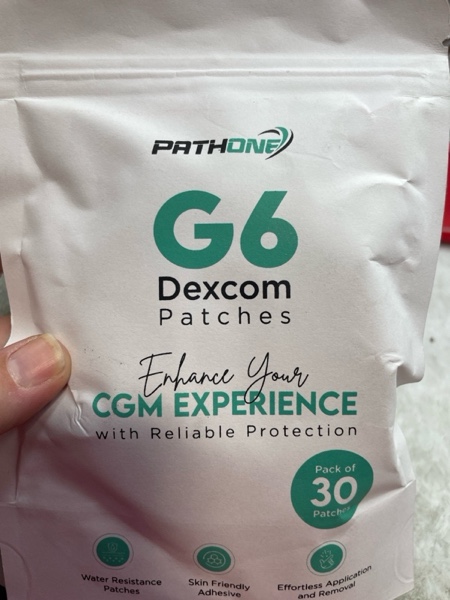 PATHONE
G6
Dexcom
Patches
Enhance Your
CGM EXPERIENCE
with Reliable Protection
Pack of
30
Patches
Water Resistance
Patches
Skin Friendly
Adhesive
Effortless Application
and Removal